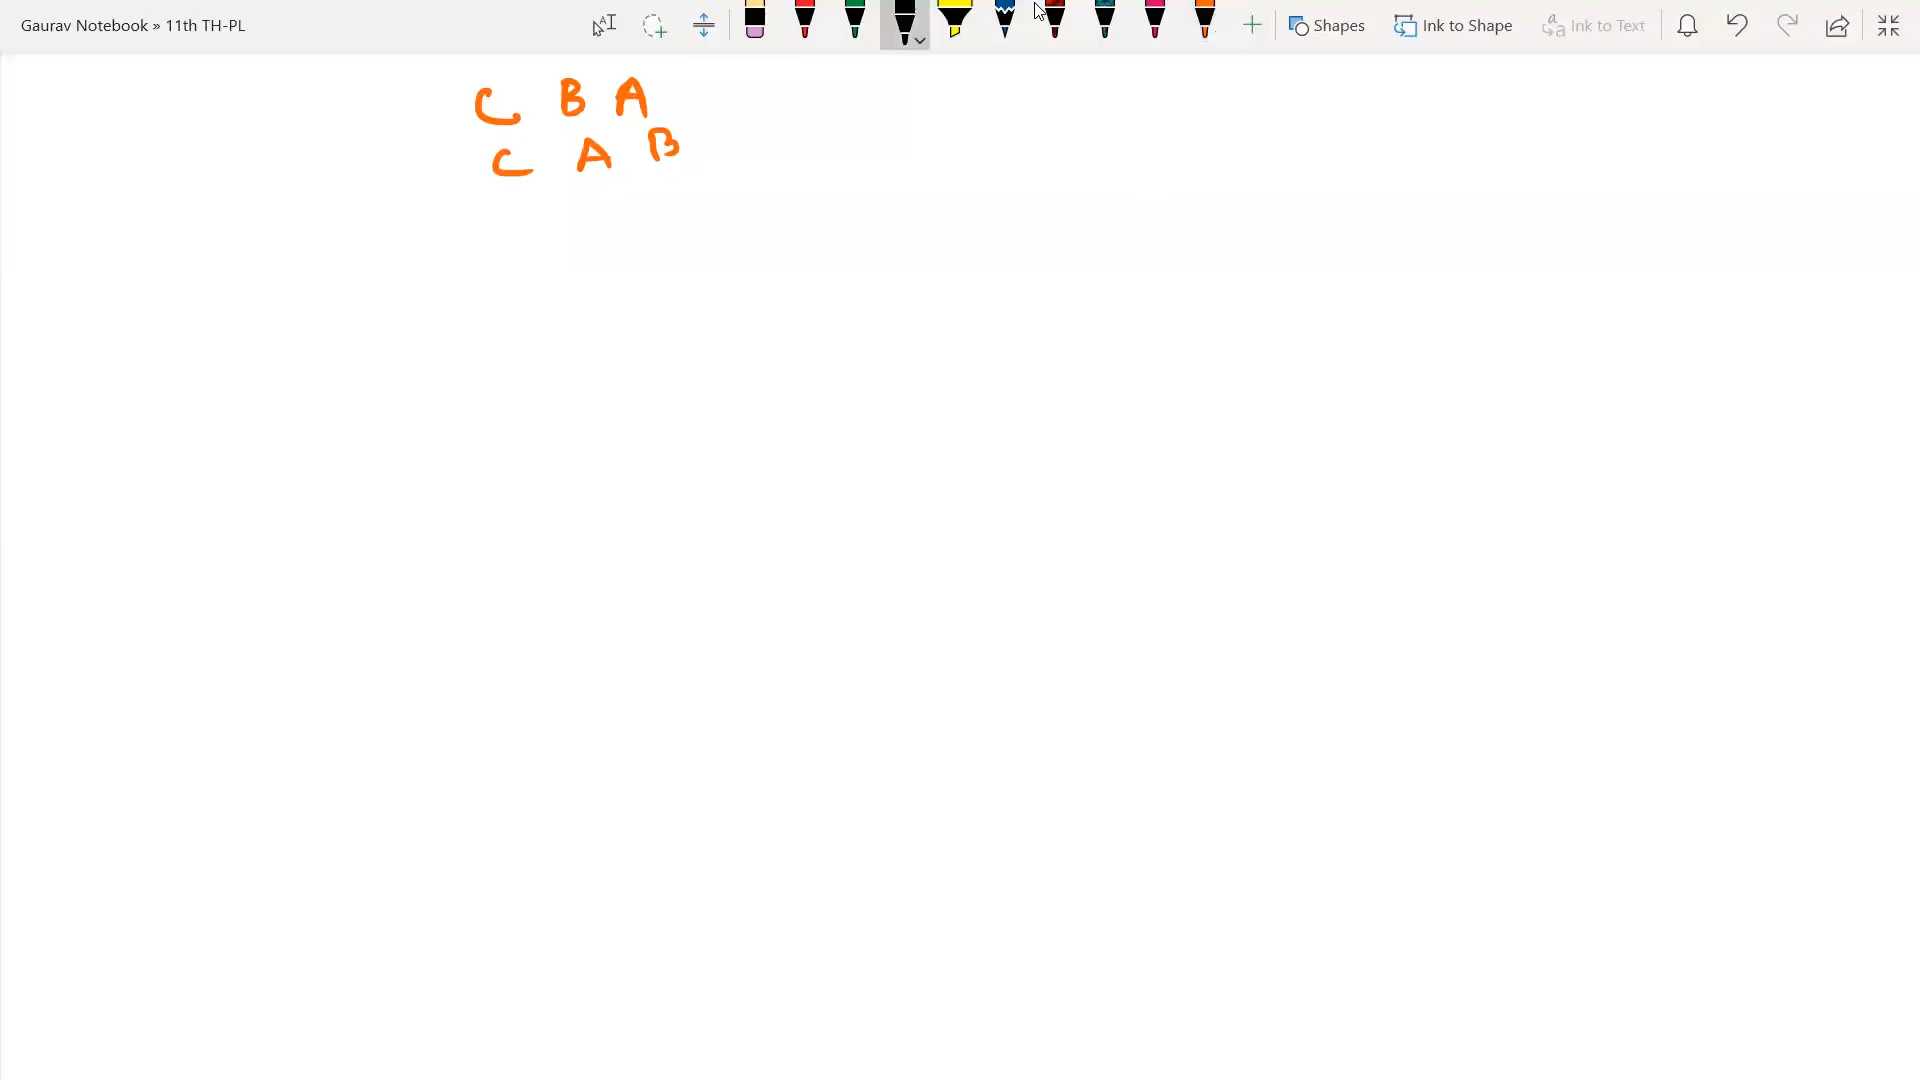 Gaurav Notebook » 11th TH-PL
Shapes
Ink to Shape
Ink to Text
C B A
C A B